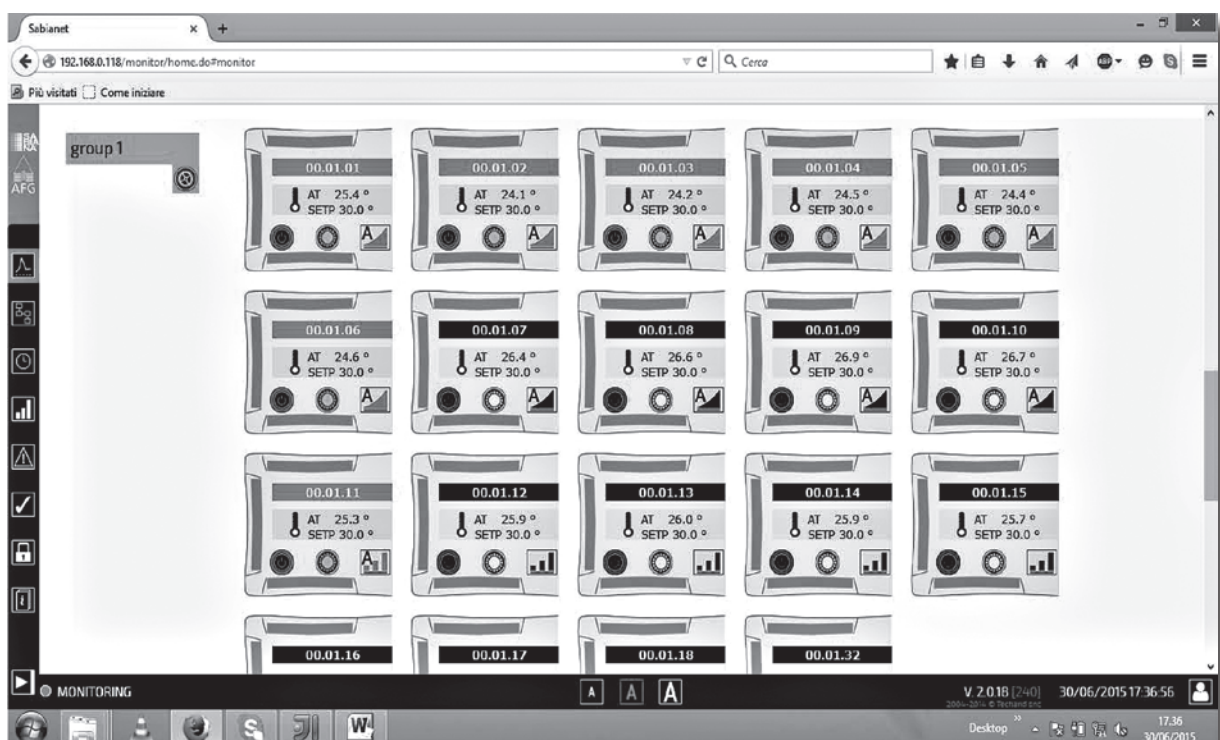 Sabianet
192.168.0.118/monitor/home.do#monitor
Cerca
Più visitati Come iniziare
AFG
group 1
00.01.01
AT 25.4 °
SETP 30.0 °
A
00.01.02
AT 24.1 °
SETP 30.0 °
A
00.01.03
AT 24.2 °
SETP 30.0 °
A
00.01.04
AT 24.5 °
SETP 30.0 °
A
00.01.05
AT 24.4 °
SETP 30.0 °
A
00.01.06
AT 24.6 °
SETP 30.0 °
A
00.01.07
AT 26.4 °
SETP 30.0 °
A
00.01.08
AT 26.6 °
SETP 30.0 °
A
00.01.09
AT 26.9 °
SETP 30.0 °
A
00.01.10
AT 26.7 °
SETP 30.0 °
A
00.01.11
AT 25.3 °
SETP 30.0 °
A
00.01.12
AT 25.9 °
SETP 30.0 °
00.01.13
AT 26.0 °
SETP 30.0 °
00.01.14
AT 25.9 °
SETP 30.0 °
00.01.15
AT 25.7 °
SETP 30.0 °
00.01.16
00.01.17
00.01.18
00.01.32
MONITORING
A A A
V. 2.0.18 [240]
2004-2014 © Techand snc
30/06/2015 17:36:56
Desktop
17.36
30/06/2015